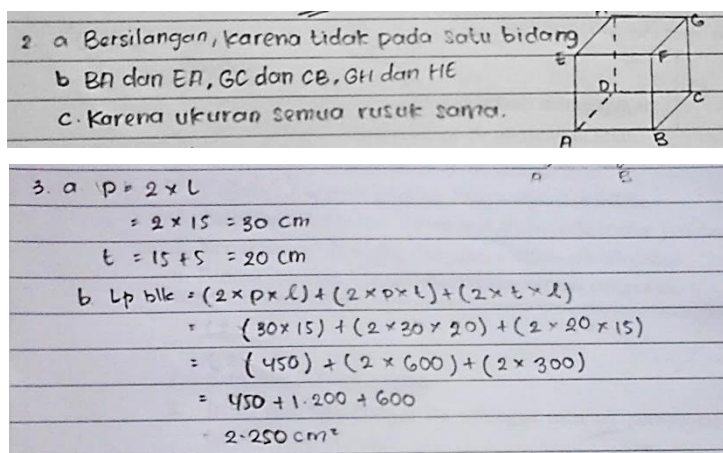 2. a Bersilangan, karena tidak pada satu bidang
b BA dan EA, GC dan CB, GH dan HE
c. Karena ukuran semua rusuk sama.
H G
E F
D C
A B
A B
3. a p = 2 x l
= 2 x 15 = 30 cm
t = 15 + 5 = 20 cm
b Lp blk = (2 x p x l) + (2 x p x t) + (2 x t x l)
= (30 x 15) + (2 x 30 x 20) + (2 x 20 x 15)
= (450) + (2 x 600) + (2 x 300)
= 450 + 1.200 + 600
2.250 cm²